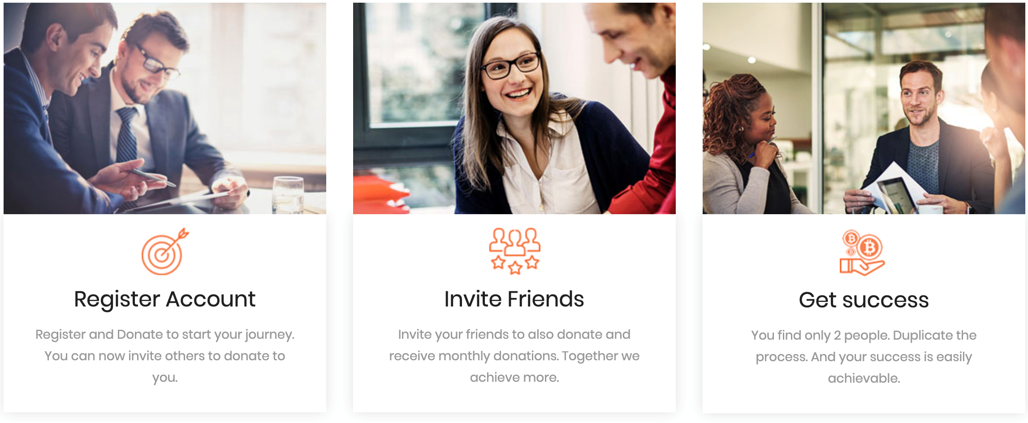 Register Account
Register and Donate to start your journey.
You can now invite others to donate to
you.
Invite Friends
Invite your friends to also donate and
receive monthly donations. Together we
achieve more.
Get success
You find only 2 people. Duplicate the
process. And your success is easily
achievable.